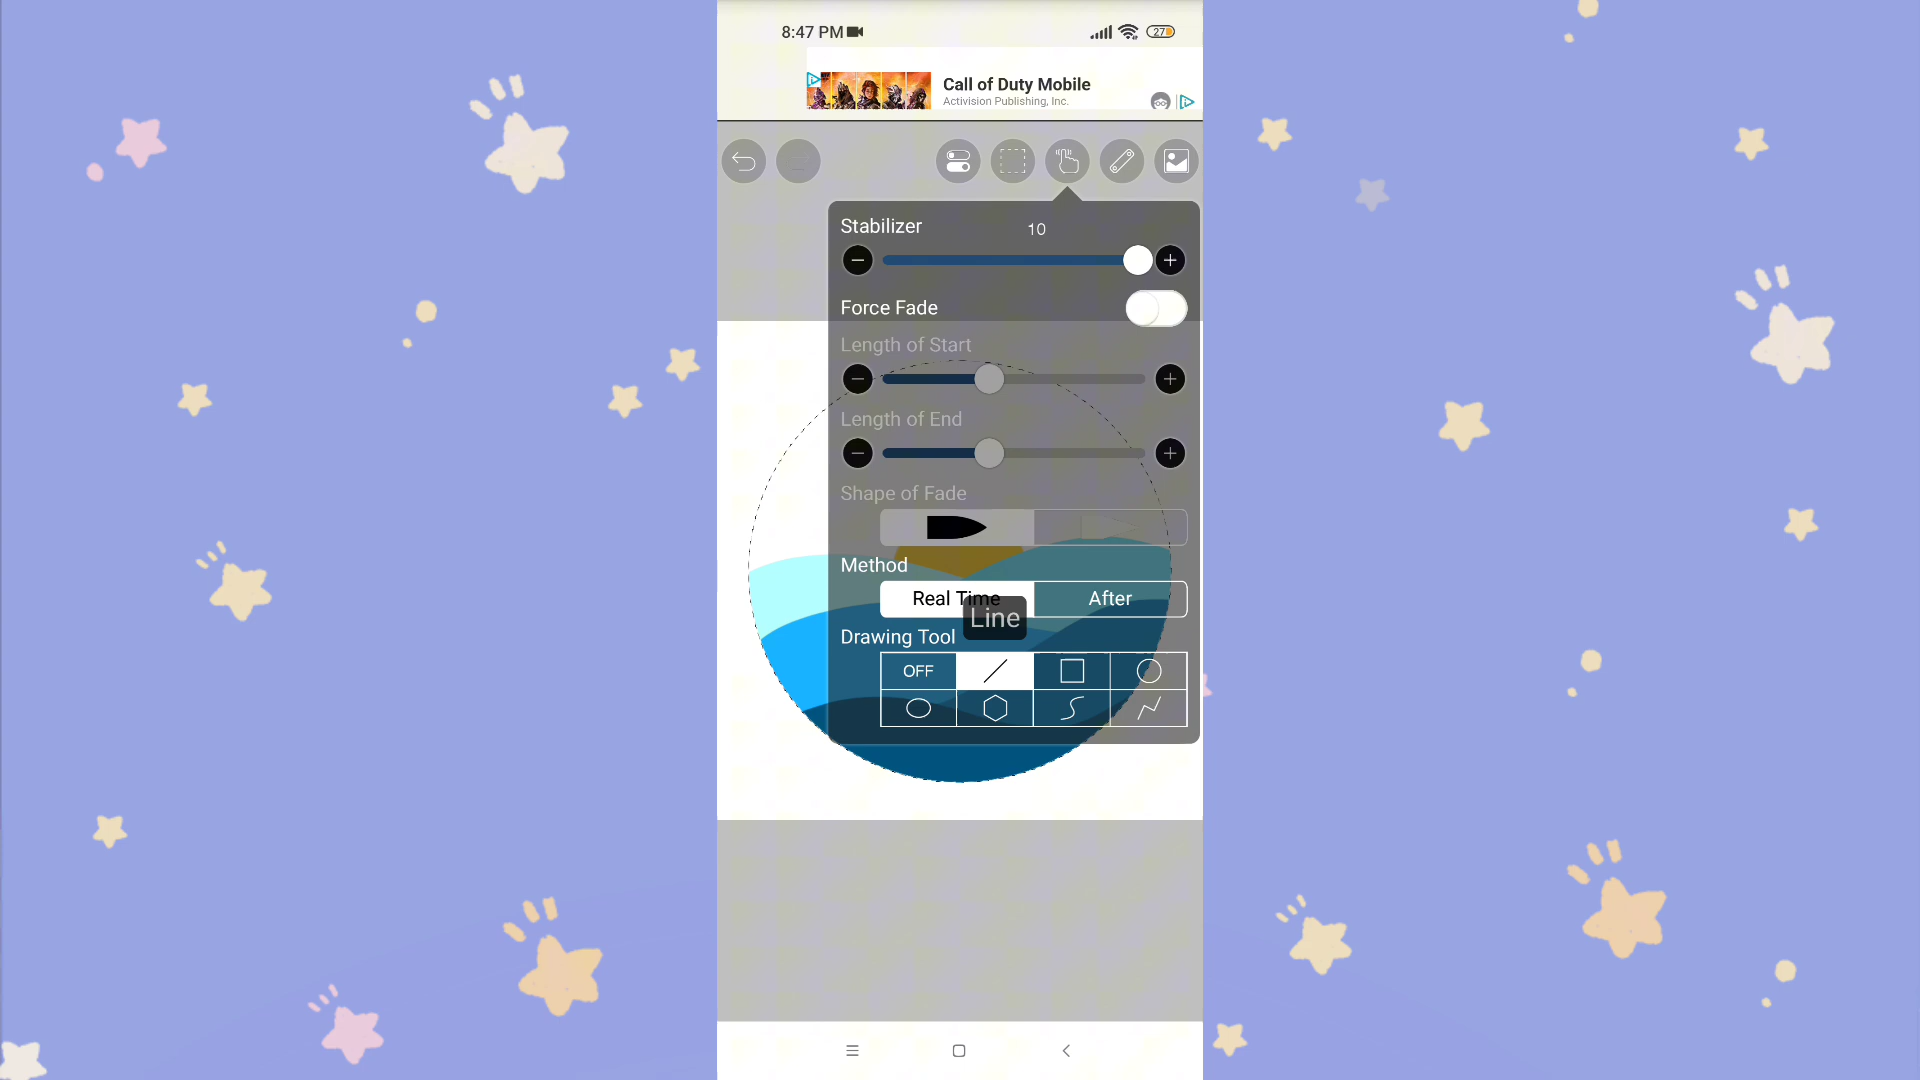 8:47 PM
27
Call of Duty Mobile
Activision Publishing, Inc.
Stabilizer
10
Force Fade
Length of Start
Length of End
Shape of Fade
Method
Real Time
After
Line
Drawing Tool
OFF